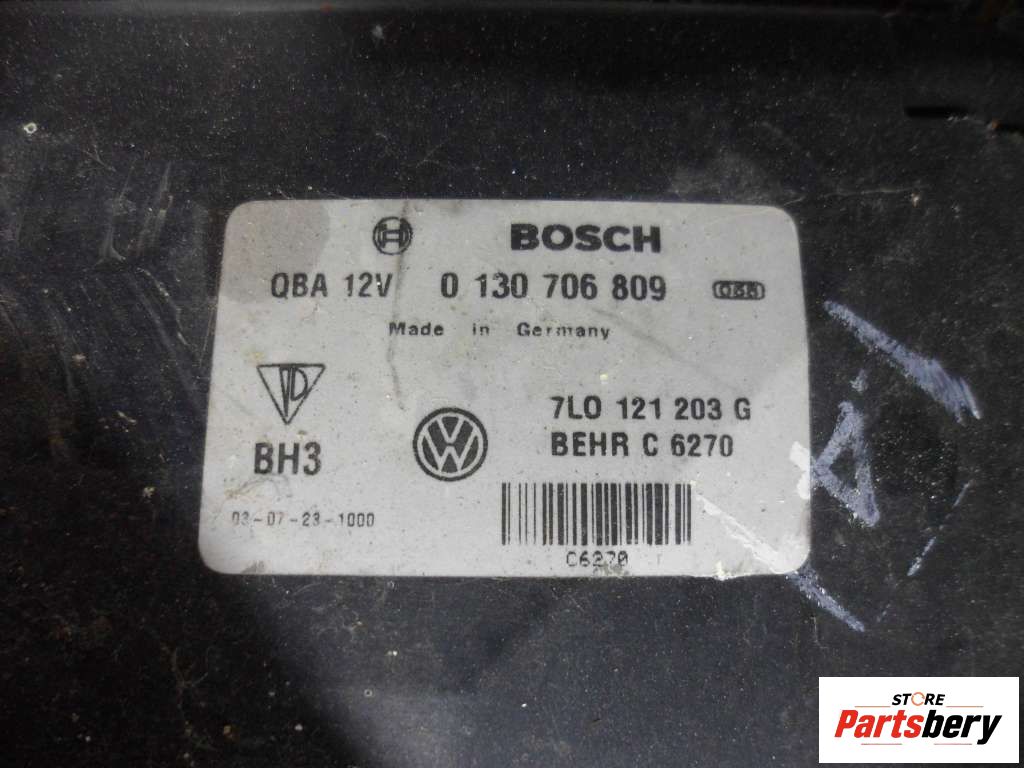 BOSCH
QBA 12V 0 130 706 809
Made in Germany
7L0 121 203 G
BH3 BEHR C 6270
03-07-23-1000
C6270
STORE
Partsbery